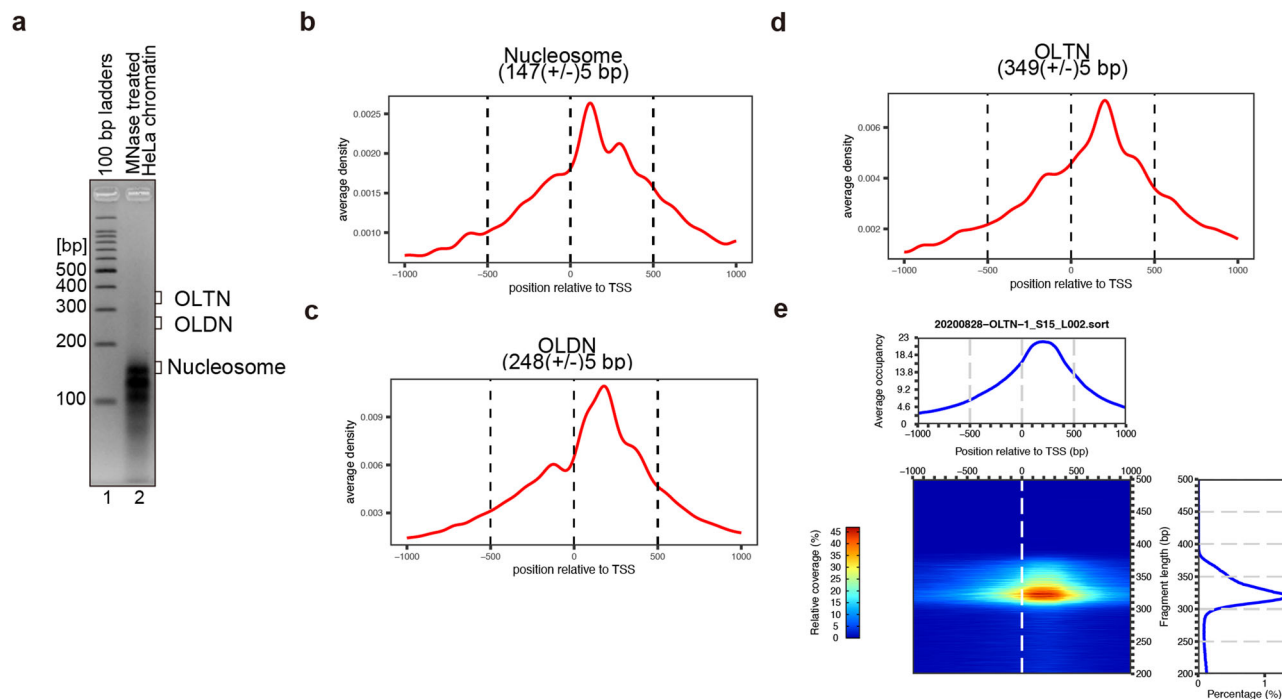 a
100 bp ladders
MNase treated
HeLa chromatin
[bp]
500
400
300
200
100
OLTN
OLDN
Nucleosome
1 2
b
Nucleosome
(147(+/-)5 bp)
average density
0.0025
0.0020
0.0015
0.0010
−1000 −500 0 500 1000
position relative to TSS
c
OLDN
(248(+/-)5 bp)
average density
0.009
0.006
0.003
−1000 −500 0 500 1000
position relative to TSS
d
OLTN
(349(+/-)5 bp)
average density
0.006
0.004
0.002
−1000 −500 0 500 1000
position relative to TSS
e
20200828−OLTN−1_S15_L002.sort
Average occupancy
23
18.4
13.8
9.2
4.6
0
−1000 −500 0 500 1000
Position relative to TSS (bp)
−1000 −500 0 500 1000
500
450
400
350
300
250
200
Relative coverage (%)
45
40
35
30
25
20
15
10
5
0
Fragment length (bp)
500
450
400
350
300
250
200
0 1
Percentage (%)